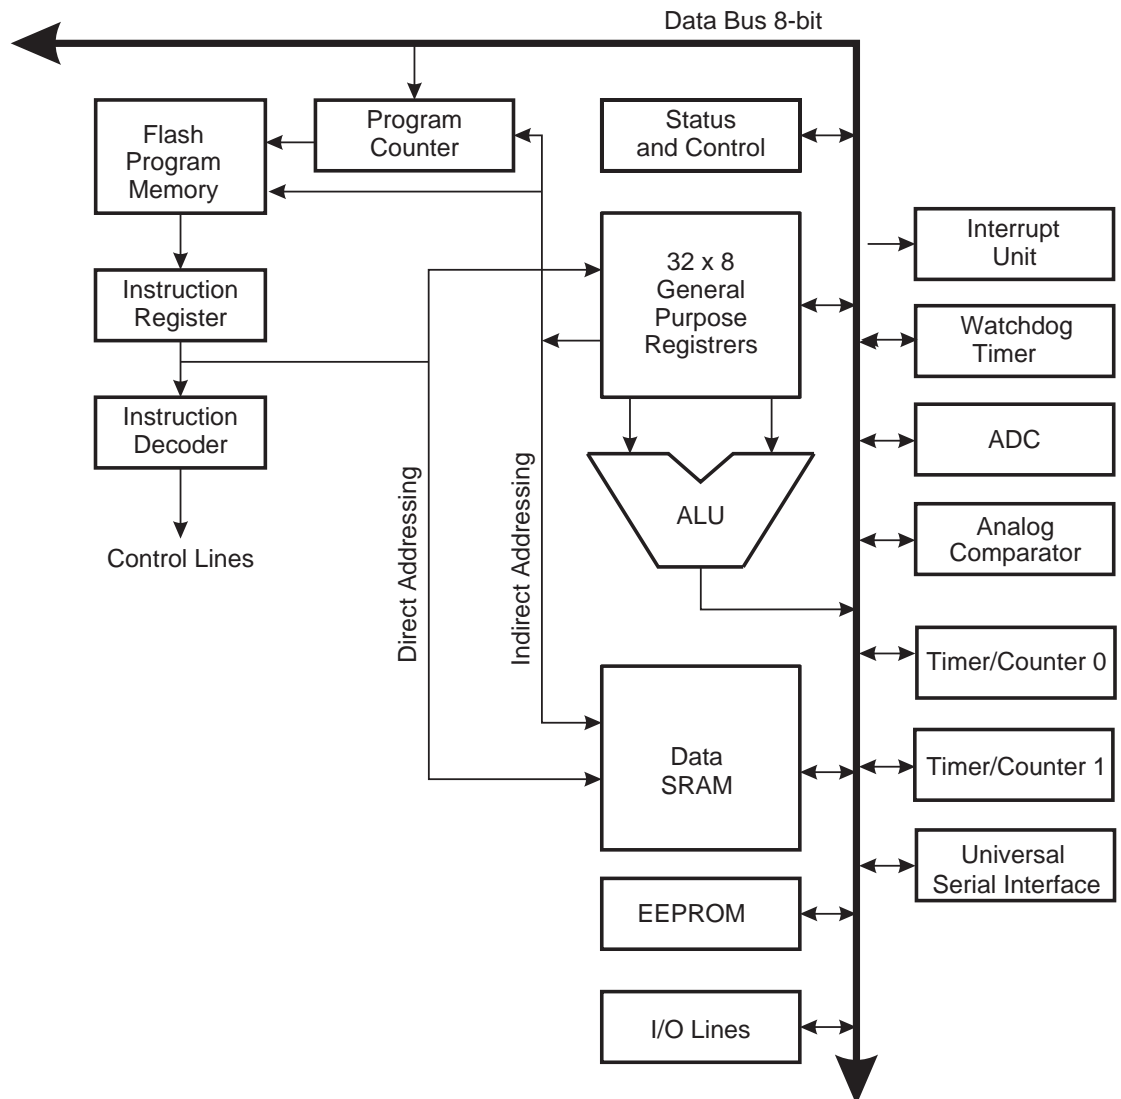 Data Bus 8-bit
Flash
Program
Memory
Program
Counter
Status
and Control
Interrupt
Unit
32 x 8
General
Purpose
Registrers
Instruction
Register
Watchdog
Timer
Instruction
Decoder
ADC
ALU
Analog
Comparator
Control Lines
Direct Addressing
Indirect Addressing
Timer/Counter 0
Data
SRAM
Timer/Counter 1
Universal
Serial Interface
EEPROM
I/O Lines